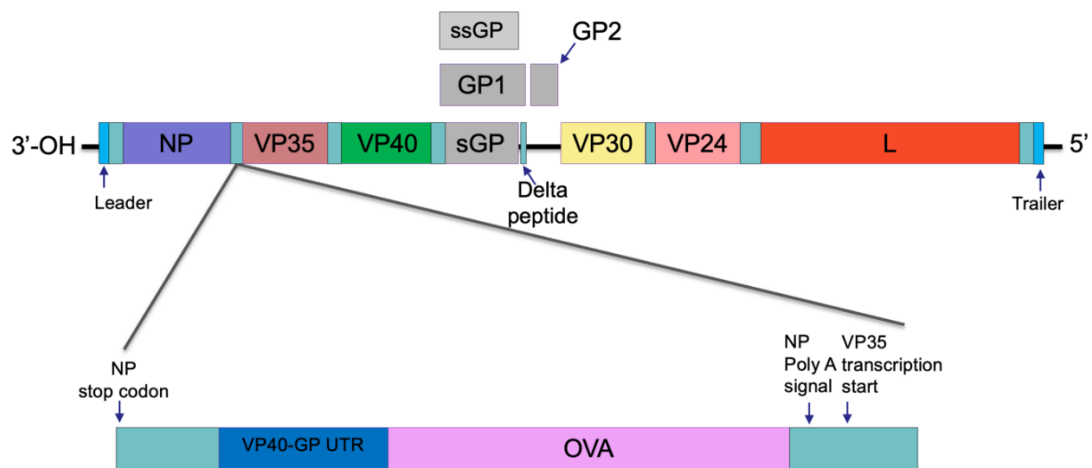 ssGP
GP2
GP1
3'-OH NP VP35 VP40 sGP VP30 VP24 L 5'
Leader
Delta
peptide
Trailer
NP
stop codon
NP
Poly A
signal
VP35
transcription
start
VP40-GP UTR
OVA